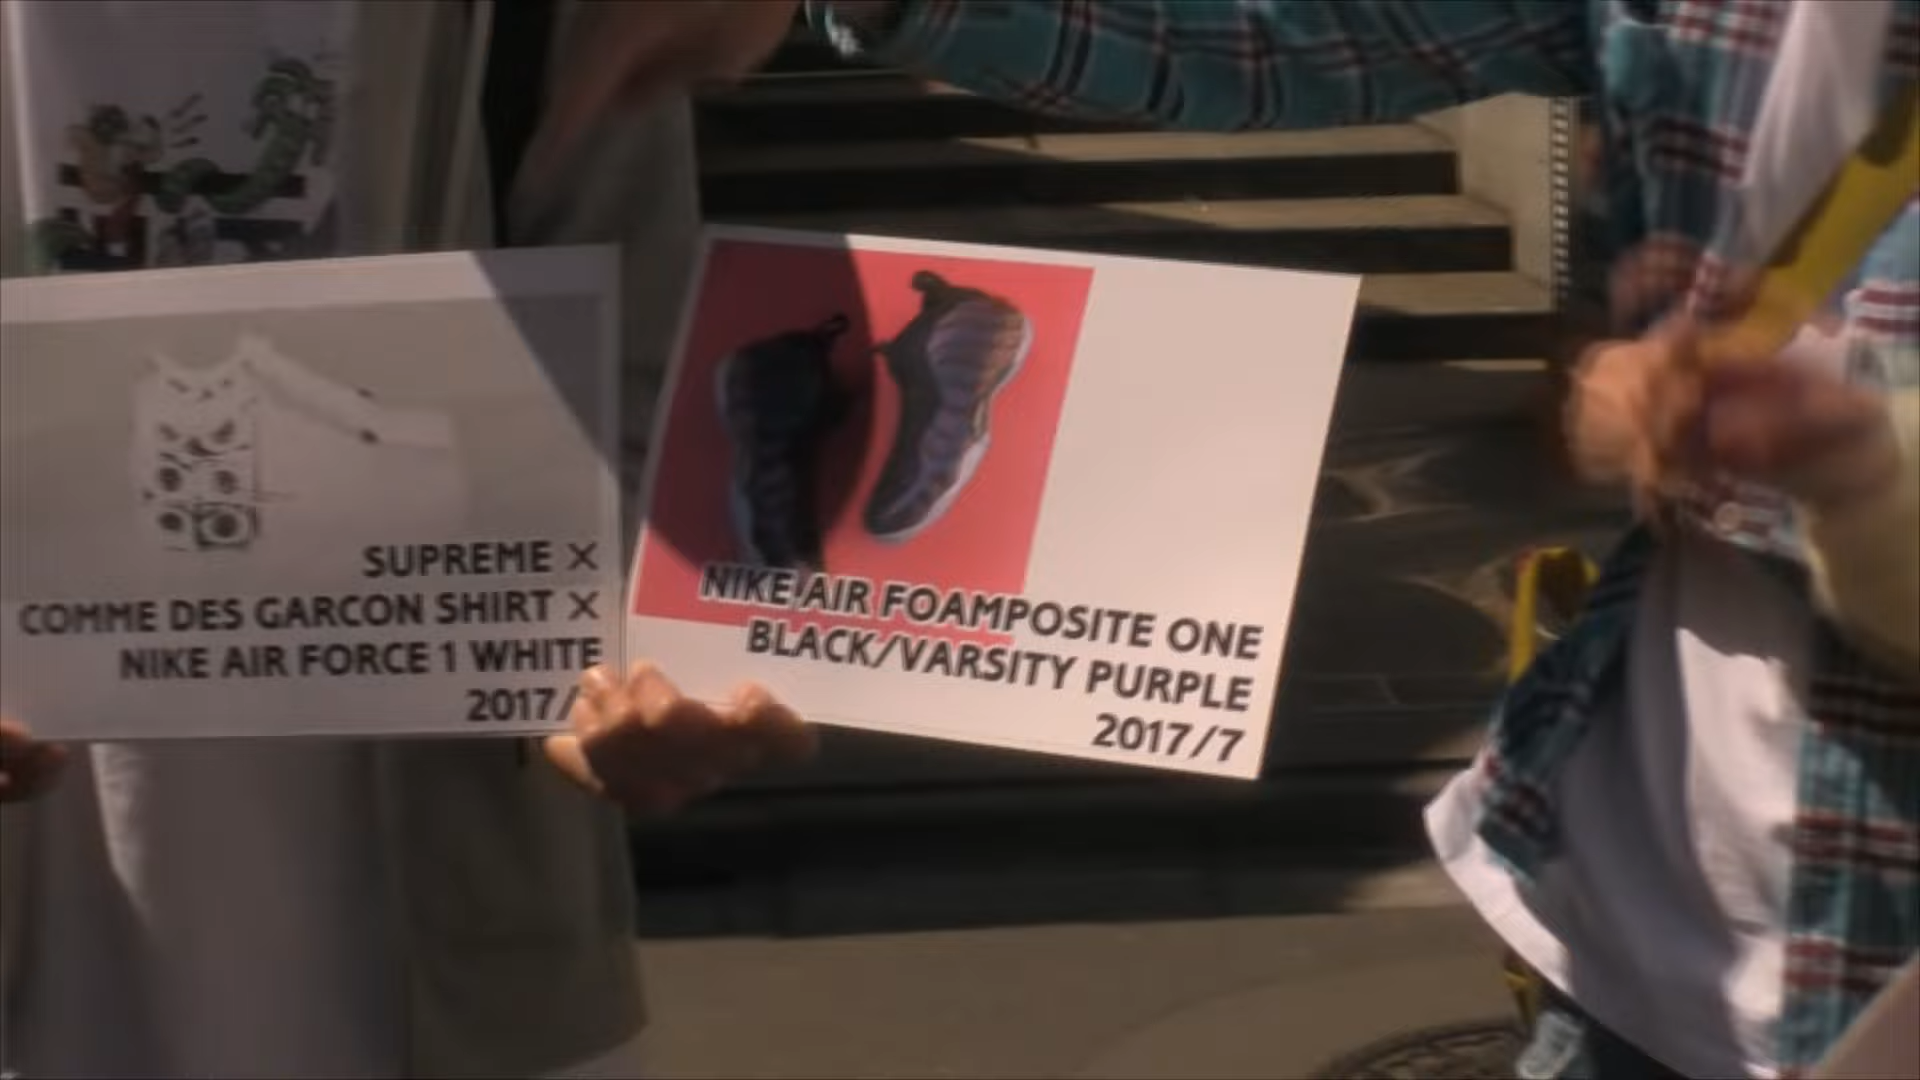 SUPREME ×
COMME DES GARCON SHIRT ×
NIKE AIR FORCE 1 WHITE
2017/
NIKE AIR FOAMPOSITE ONE
BLACK/VARSITY PURPLE
2017/7